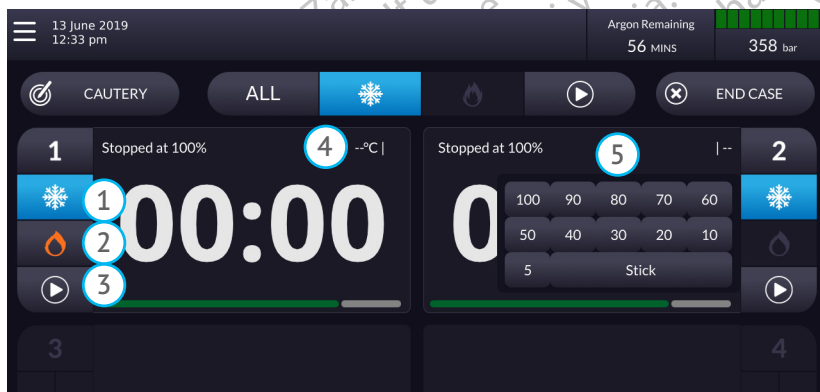 13 June 2019
12:33 pm
Argon Remaining
56 MINS
358 bar
CAUTERY
ALL
END CASE
1
Stopped at 100%
4
--°C |
Stopped at 100%
5
| --
2
1
2
3
00:00
0
100 90 80 70 60
50 40 30 20 10
5 Stick
3
4